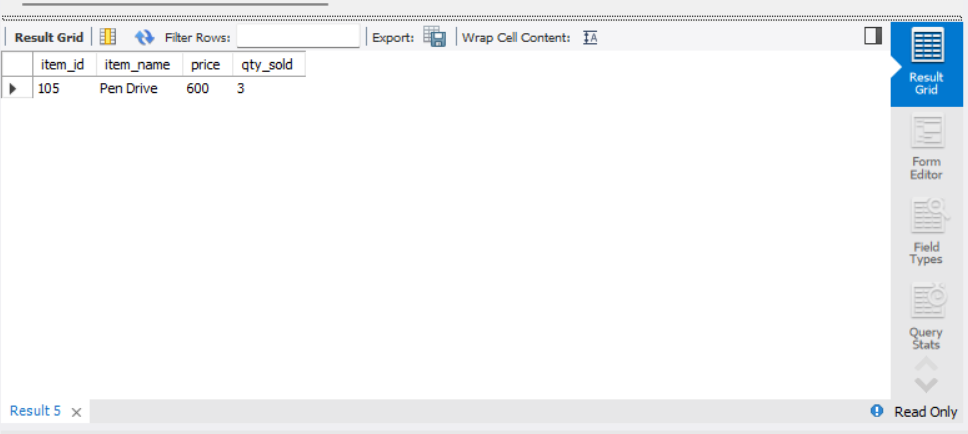 Result Grid Filter Rows: Export: Wrap Cell Content: IA
item_id item_name price qty_sold
105 Pen Drive 600 3
Result
Grid
Form
Editor
Field
Types
Query
Stats
Result 5 × Read Only